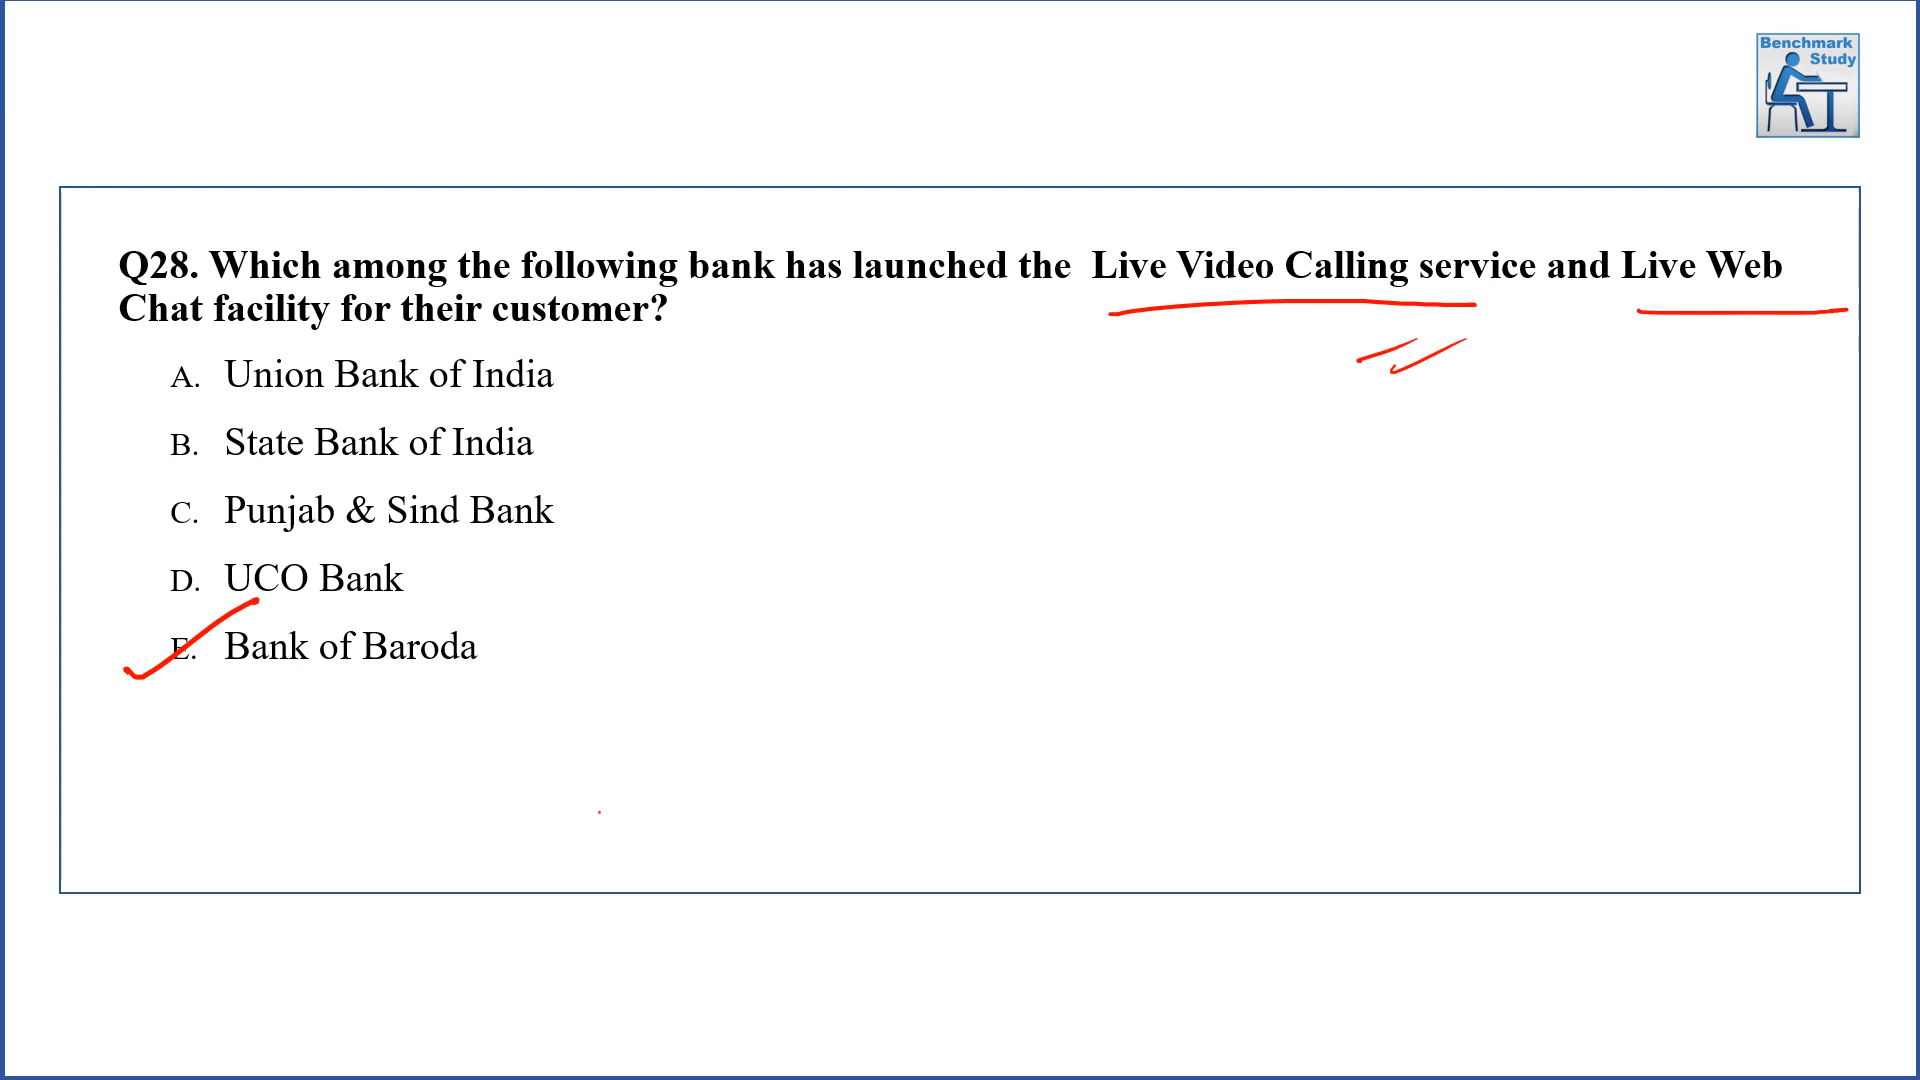 Benchmark
Study
Q28. Which among the following bank has launched the  Live Video Calling service and Live Web
Chat facility for their customer?
A. Union Bank of India
B. State Bank of India
C. Punjab & Sind Bank
D. UCO Bank
E. Bank of Baroda